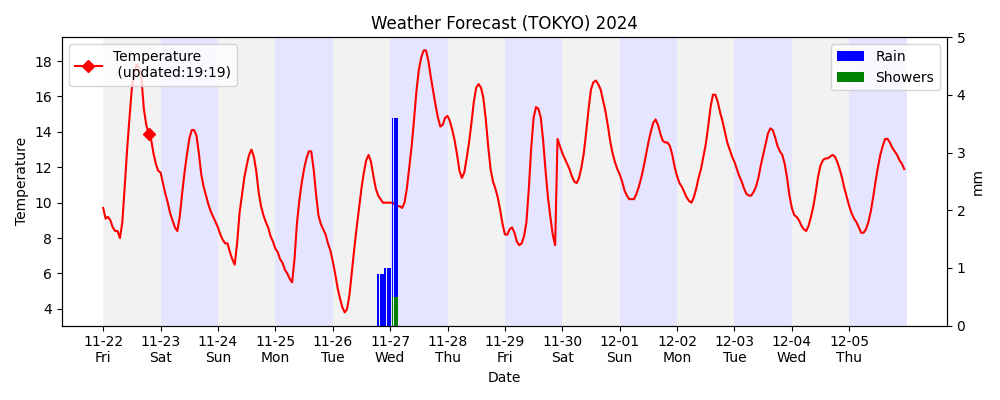 Weather Forecast (TOKYO) 2024
Temperature
(updated:19:19)
Rain
Showers
Temperature
18
16
14
12
10
8
6
4
5
4
3
2
1
0
mm
11-22 11-23 11-24 11-25 11-26 11-27 11-28 11-29 11-30 12-01 12-02 12-03 12-04 12-05
Fri Sat Sun Mon Tue Wed Thu Fri Sat Sun Mon Tue Wed Thu
Date